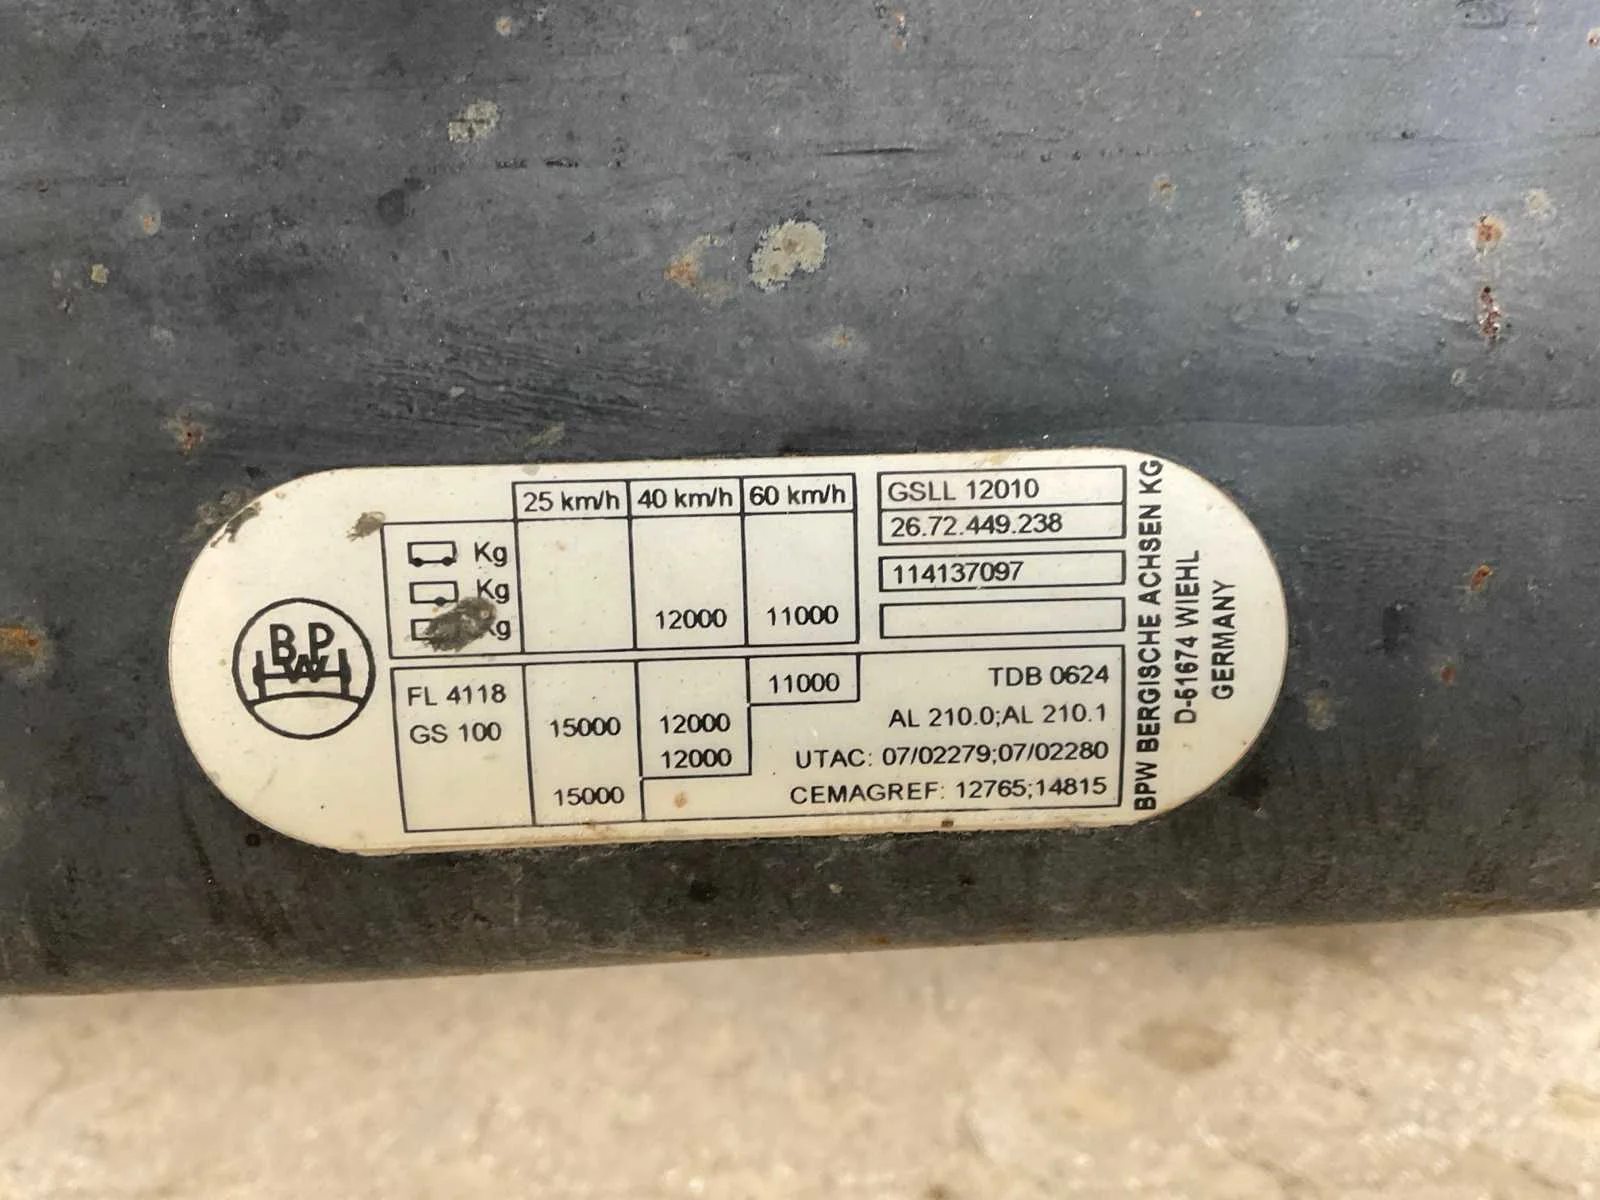 BPW
25 km/h 40 km/h 60 km/h
Kg
Kg
Kg 12000 11000
GSLL 12010
26.72.449.238
114137097
FL 4118 11000 TDB 0624
GS 100 15000 12000 AL 210.0;AL 210.1
12000 UTAC: 07/02279;07/02280
15000 CEMAGREF: 12765;14815
BPW BERGISCHE ACHSEN KG
D-51674 WIEHL
GERMANY